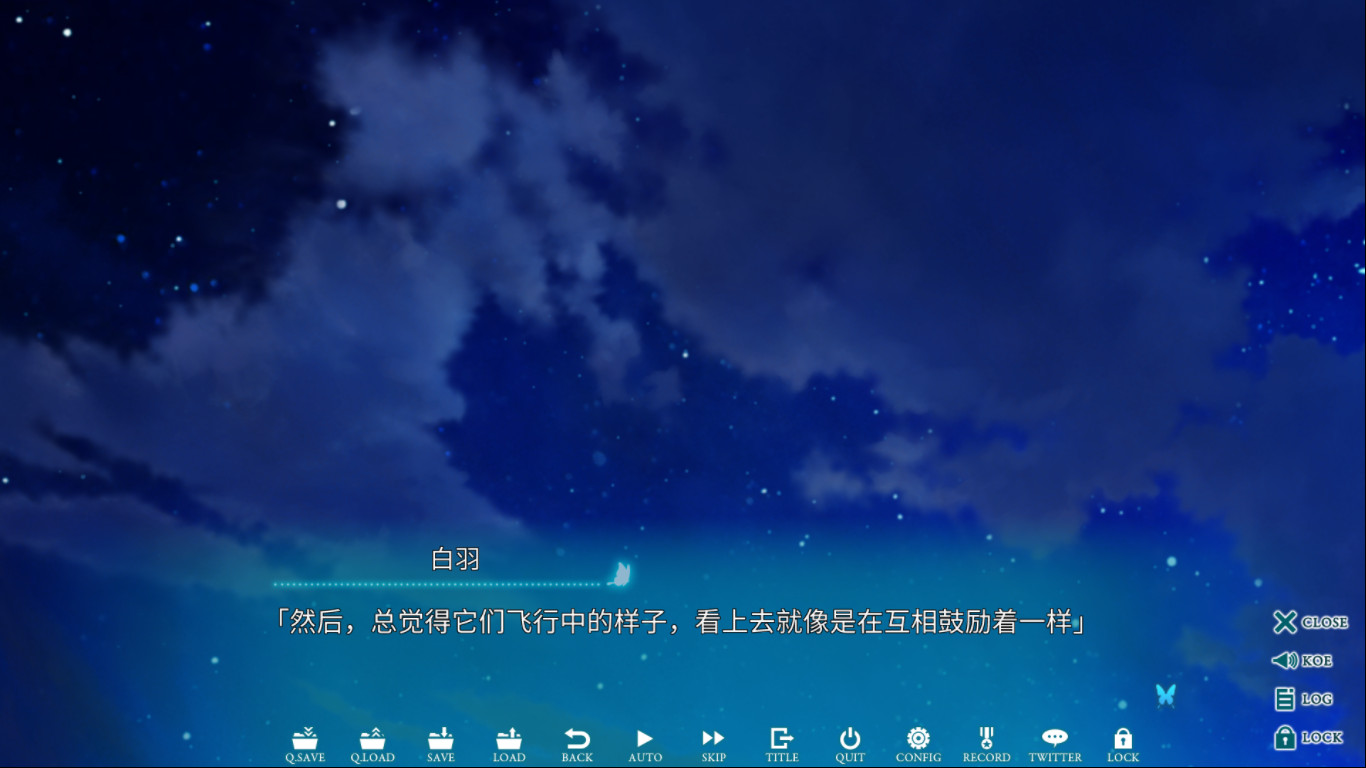 白羽
「然后，总觉得它们飞行中的样子，看上去就像是在互相鼓励着一样」
CLOSE
KOE
LOG
LOCK
Q.SAVE Q.LOAD SAVE LOAD BACK AUTO SKIP TITLE QUIT CONFIG RECORD TWITTER LOCK